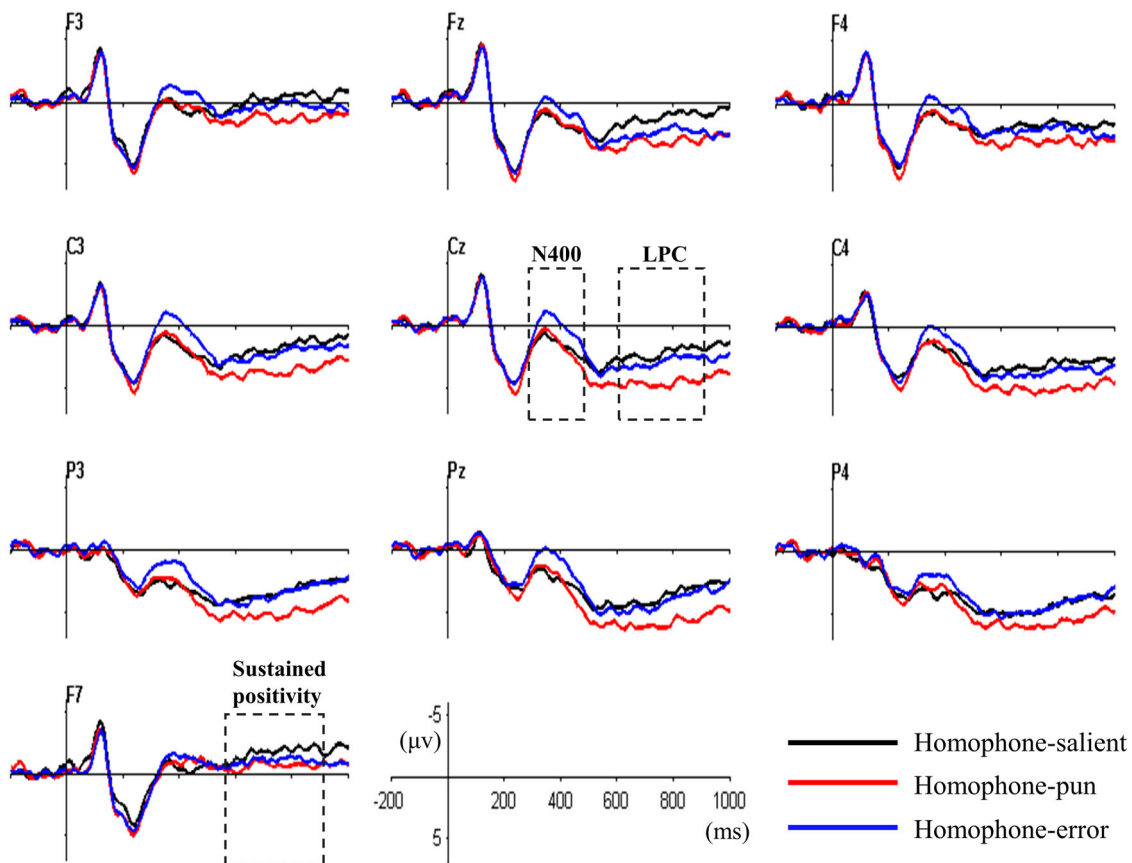 F3
Fz
F4
C3
Cz
C4
N400
LPC
P3
Pz
P4
F7
Sustained
positivity
-5
(μv)
5
-200
0
200
400
600
800
1000
(ms)
Homophone-salient
Homophone-pun
Homophone-error